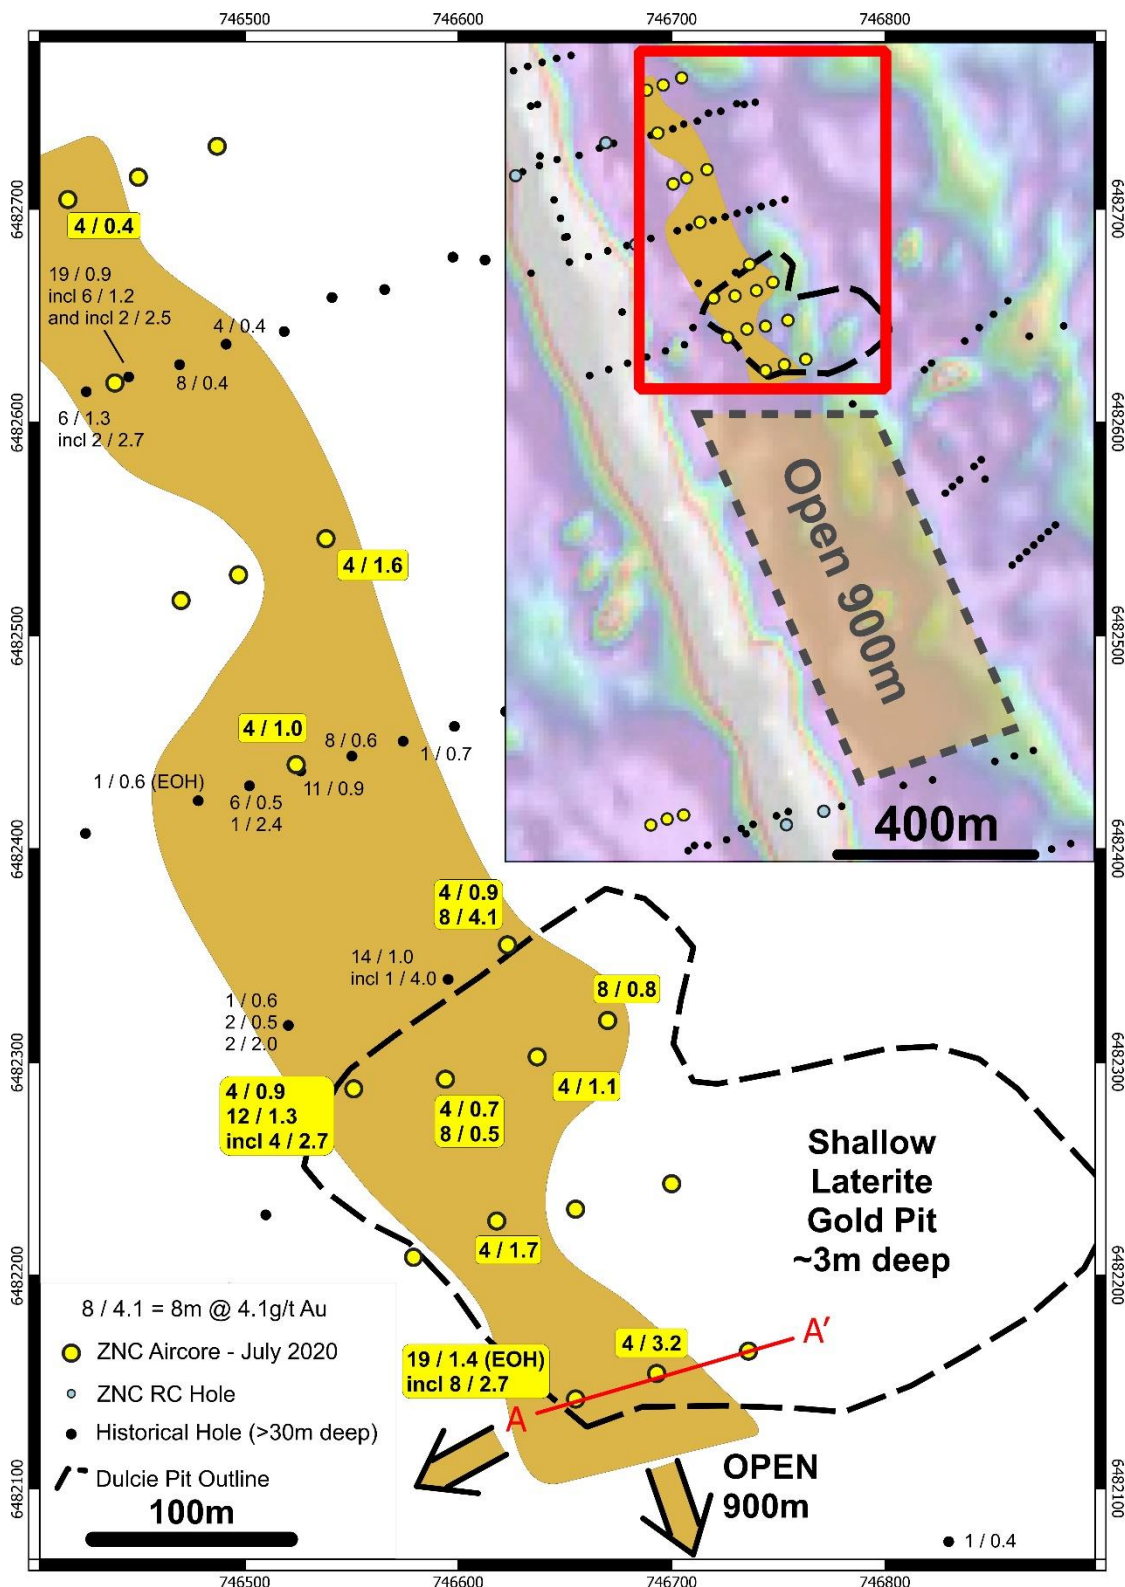 746500
746600
746700
746800
6482700
6482600
6482500
6482400
6482300
6482200
6482100
6482700
6482600
6482500
6482400
6482300
6482200
6482100
4 / 0.4
19 / 0.9
incl 6 / 1.2
and incl 2 / 2.5
4 / 0.4
8 / 0.4
6 / 1.3
incl 2 / 2.7
4 / 1.6
4 / 1.0
8 / 0.6
1 / 0.7
1 / 0.6 (EOH)
6 / 0.5
1 / 2.4
11 / 0.9
Open 900m
400m
4 / 0.9
8 / 4.1
14 / 1.0
incl 1 / 4.0
8 / 0.8
1 / 0.6
2 / 0.5
2 / 2.0
4 / 0.9
12 / 1.3
incl 4 / 2.7
4 / 0.7
8 / 0.5
4 / 1.1
Shallow
Laterite
Gold Pit
~3m deep
4 / 1.7
4 / 3.2
A'
19 / 1.4 (EOH)
incl 8 / 2.7
A
OPEN
900m
1 / 0.4
8 / 4.1 = 8m @ 4.1g/t Au
ZNC Aircore - July 2020
ZNC RC Hole
Historical Hole (>30m deep)
Dulcie Pit Outline
100m
746500
746600
746700
746800